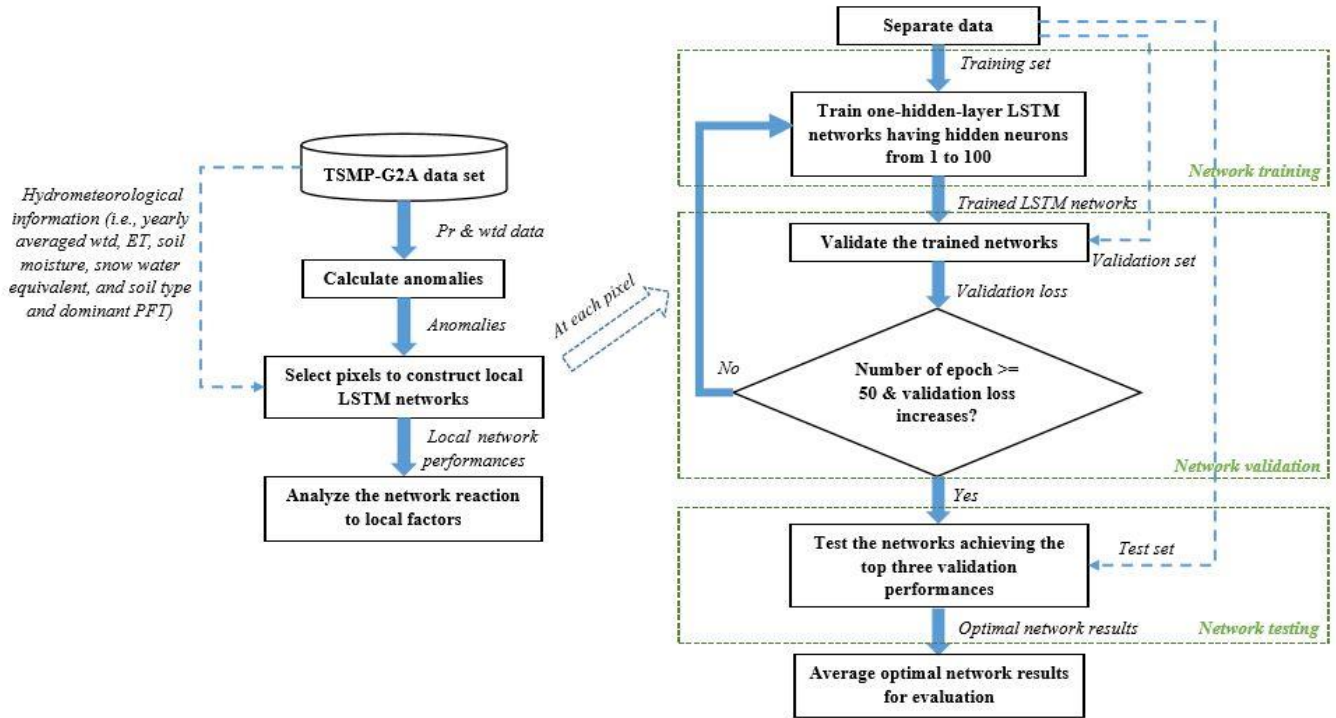 TSMP-G2A data set
Hydrometeorological
information (i.e., yearly
averaged wtd, ET, soil
moisture, snow water
equivalent, and soil type
and dominant PFT)
Pr & wtd data
Calculate anomalies
Anomalies
Select pixels to construct local
LSTM networks
Local network
performances
Analyze the network reaction
to local factors
At each pixel
Separate data
Training set
Train one-hidden-layer LSTM
networks having hidden neurons
from 1 to 100
Network training
Trained LSTM networks
Validate the trained networks
Validation set
Validation loss
No
Number of epoch >=
50 & validation loss
increases?
Network validation
Yes
Test the networks achieving the
top three validation
performances
Test set
Optimal network results
Network testing
Average optimal network results
for evaluation